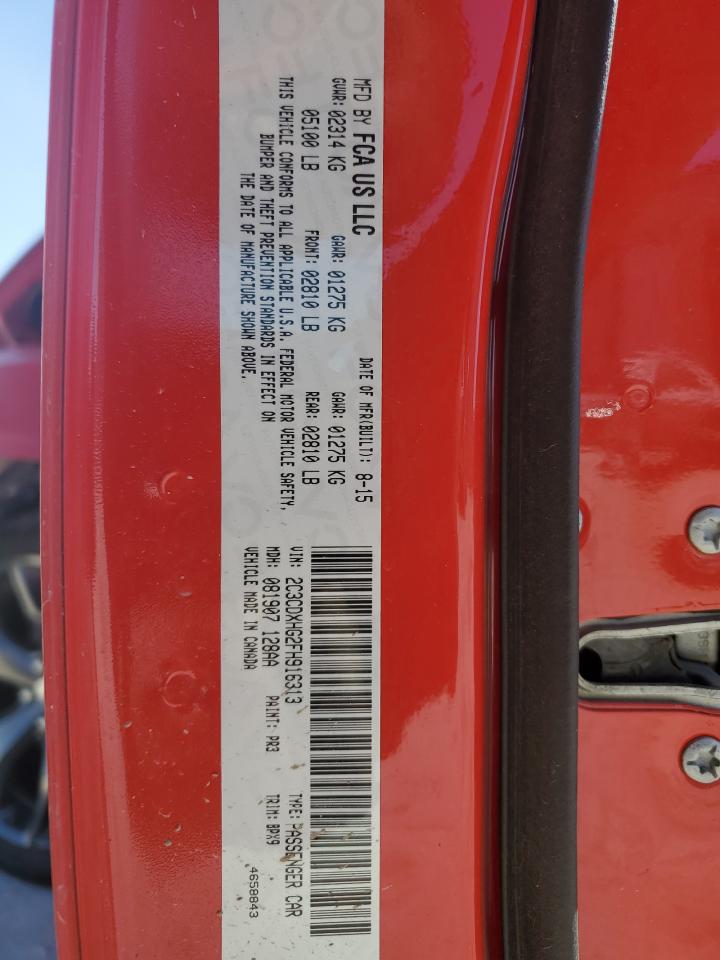 MFD BY FCA US LLC
DATE OF MFR(BUILT): 8-15
GVWR: 02314 KG GAWR: 01275 KG GAWR: 01275 KG
05100 LB FRONT: 02810 LB REAR: 02810 LB
THIS VEHICLE CONFORMS TO ALL APPLICABLE U.S.A. FEDERAL MOTOR VEHICLE SAFETY,
BUMPER AND THEFT PREVENTION STANDARDS IN EFFECT ON
THE DATE OF MANUFACTURE SHOWN ABOVE.
VIN: 2C3CDXHG2FH916313 TYPE: PASSENGER CAR
MDH: 081907 128AA PAINT: PR3 TRIM: BPX9
VEHICLE MADE IN CANADA
4658843